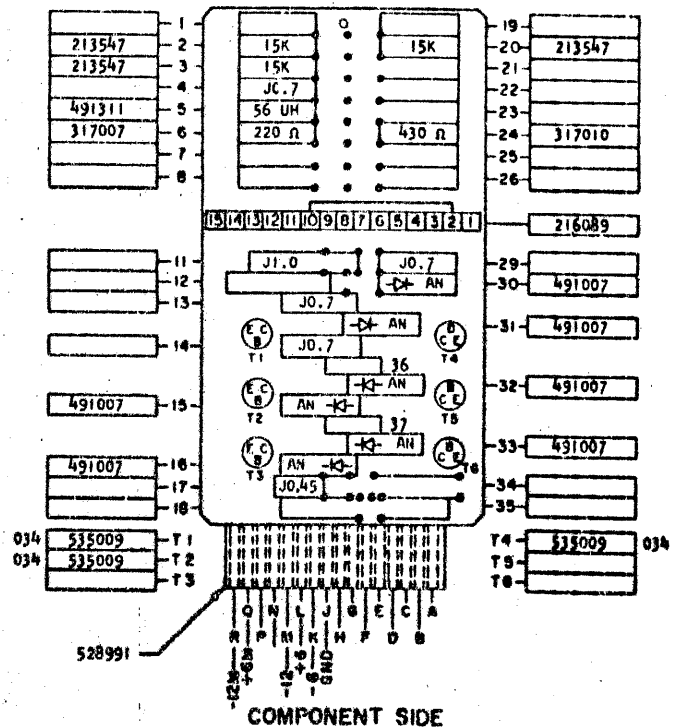 1 19
213547 2 15K 15K 20 213547
213547 3 15K 21
4 J0.7 22
491311 5 56 UH 23
317007 6 220 Ω 430 Ω 24 317010
7 25
8 26
15 14 13 12 11 10 9 8 7 6 5 4 3 2 1 216089
11 J1.0 J0.7 29
12 AN 30 491007
13 J0.7
E C B T1 AN B C E T4 31 491007
14 J0.7
36
E C B T2 AN B C E T5 32 491007
491007 15 AN
37
E C B T3 AN B C E T6 33 491007
491007 16 AN
17 J0.45 34
18 35
034 535009 T1 T4 535009 034
034 535009 T2 T5
T3 T6
R Q P N M L K J H G F E D C B A
-12M +6M -12 +6 -6 GND
528991
COMPONENT SIDE